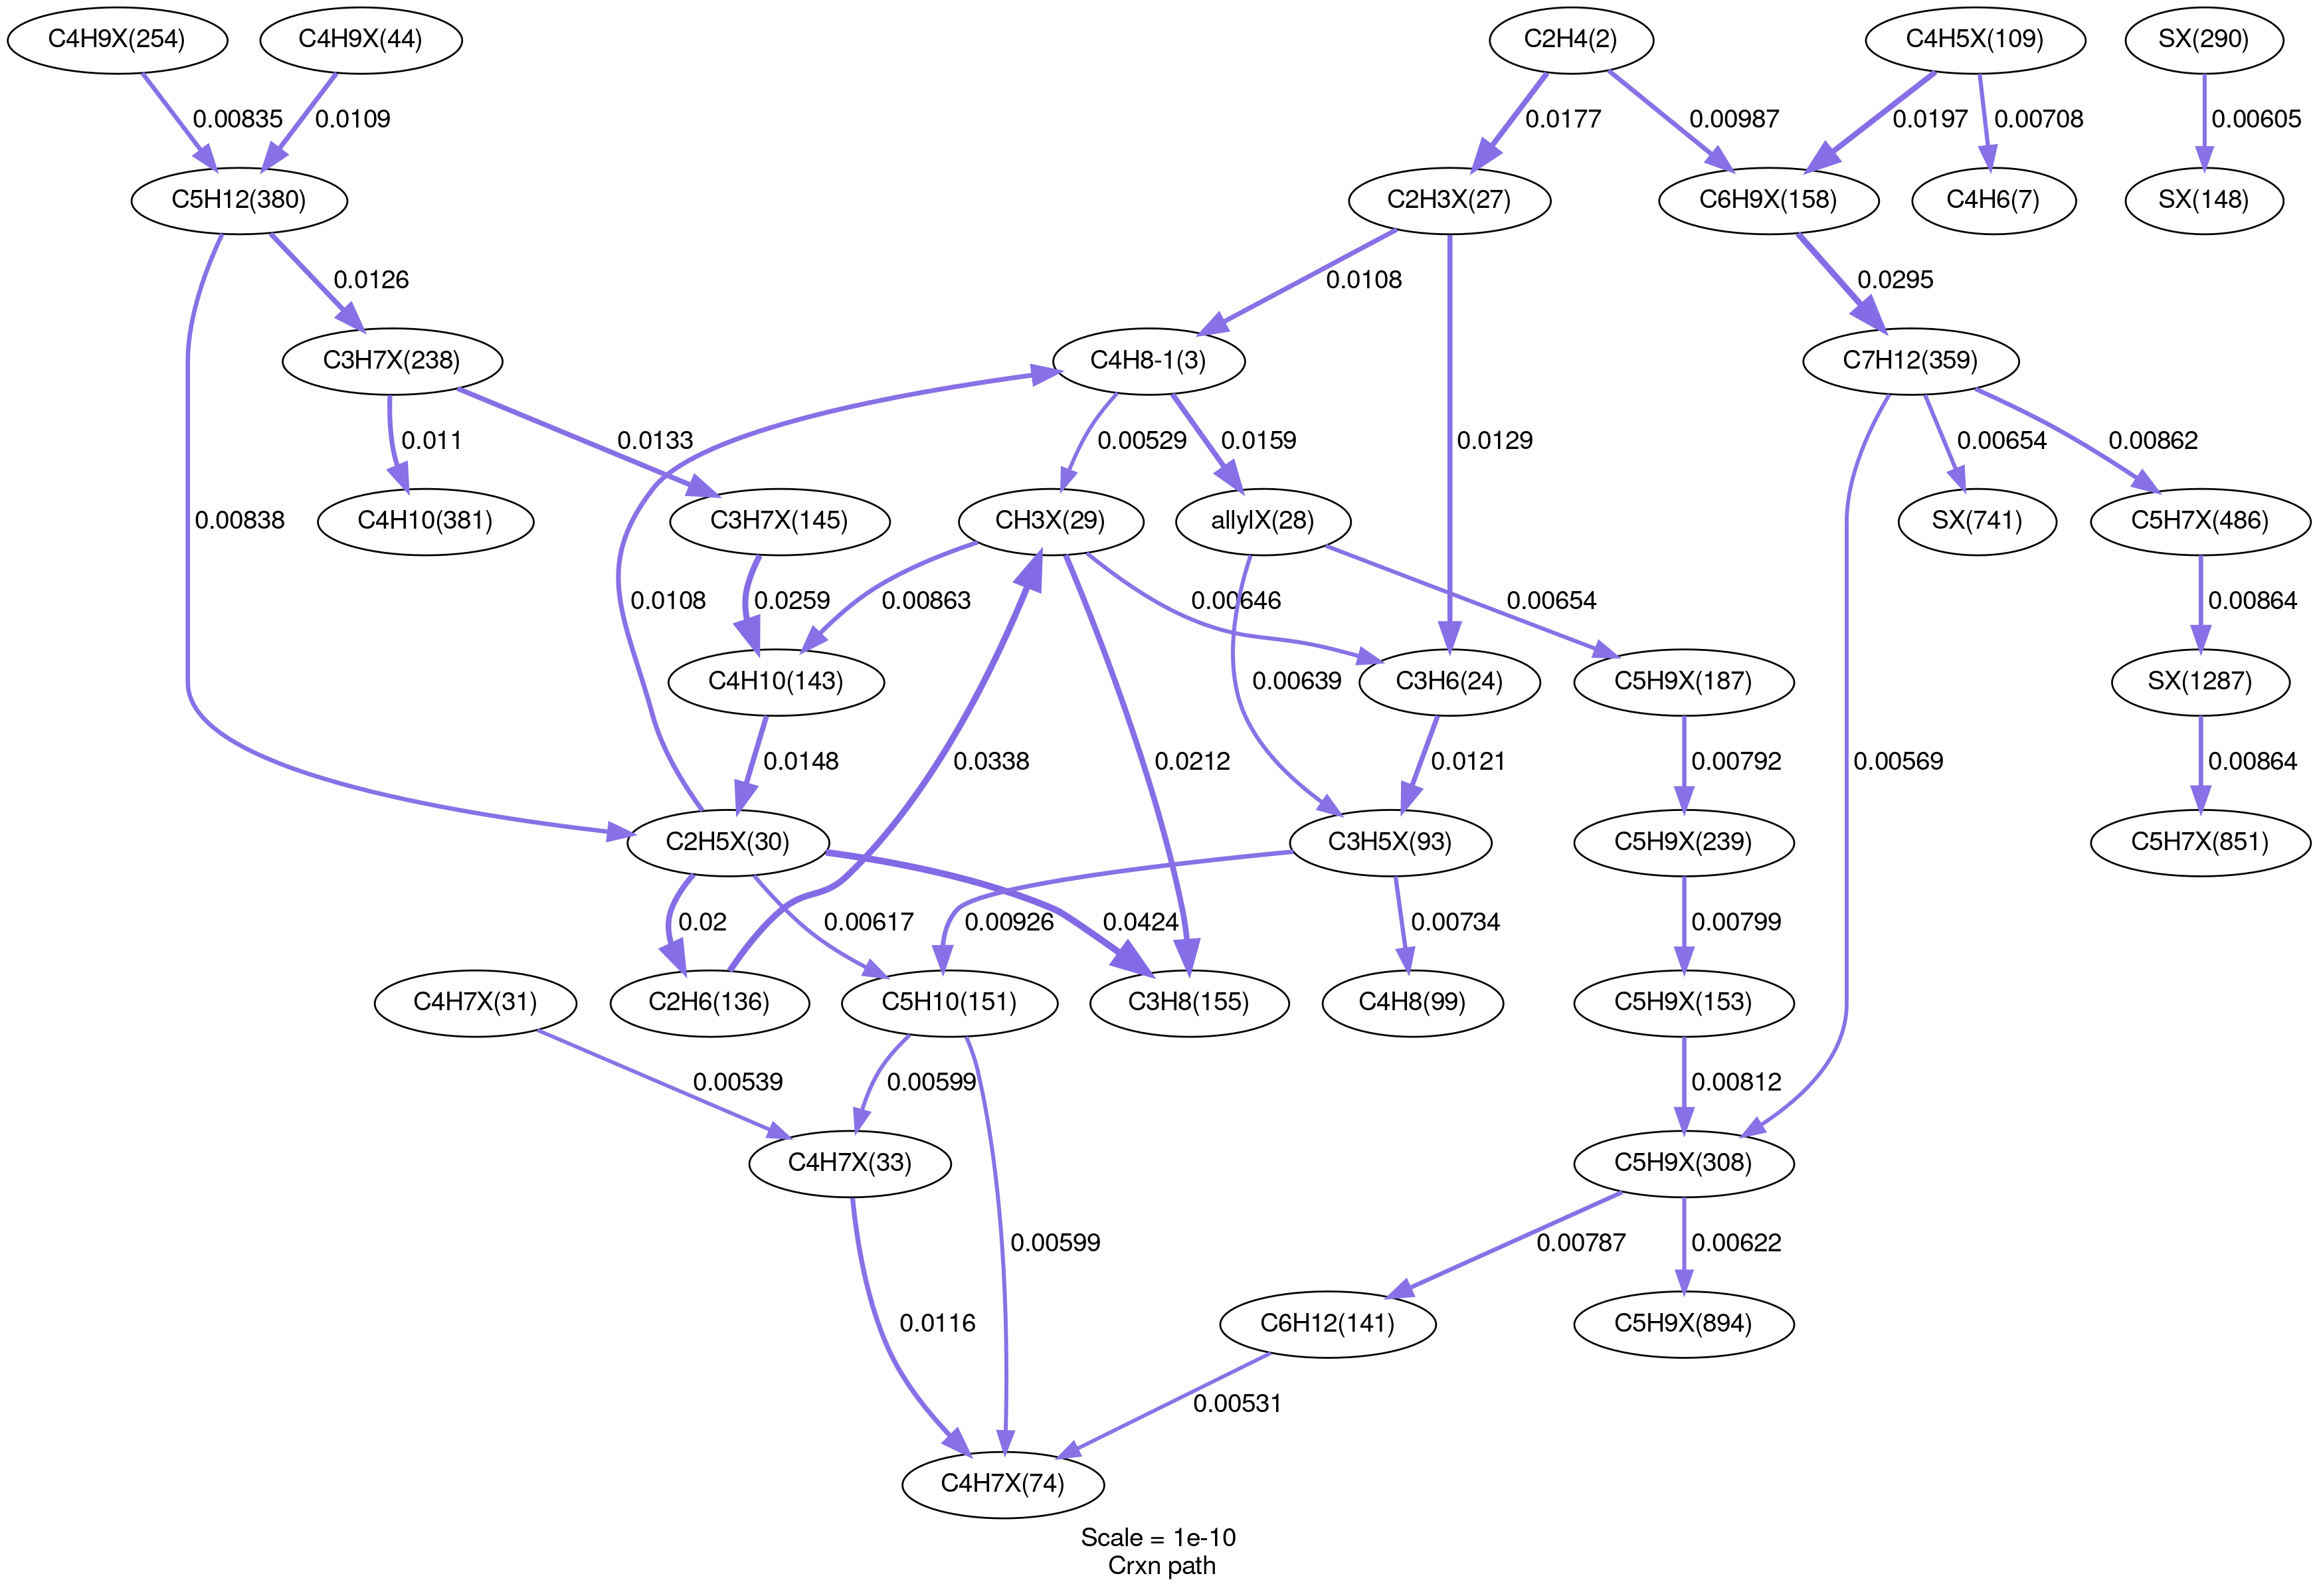 C4H9X(254)
C4H9X(44)
C2H4(2)
C4H5X(109)
SX(290)
0.00835
0.0109
0.0177
0.00987
0.0197
0.00708
0.00605
C5H12(380)
C2H3X(27)
C6H9X(158)
C4H6(7)
SX(148)
0.0126
0.0108
0.0295
C3H7X(238)
C4H8-1(3)
C7H12(359)
0.011
0.0133
0.00529
0.0159
0.0129
0.00654
0.00862
0.00838
C4H10(381)
C3H7X(145)
CH3X(29)
allylX(28)
SX(741)
C5H7X(486)
0.0108
0.0259
0.00863
0.00646
0.00654
0.00864
C4H10(143)
0.00639
C3H6(24)
C5H9X(187)
SX(1287)
0.0148
0.0338
0.0212
0.0121
0.00792
0.00569
0.00864
C2H5X(30)
C3H5X(93)
C5H9X(239)
C5H7X(851)
0.02
0.00617
0.00926
0.0424
0.00734
0.00799
C4H7X(31)
C2H6(136)
C5H10(151)
C3H8(155)
C4H8(99)
C5H9X(153)
0.00539
0.00599
0.00812
C4H7X(33)
C5H9X(308)
0.00599
0.00787
0.00622
0.0116
C6H12(141)
C5H9X(894)
0.00531
C4H7X(74)
Scale = 1e-10
Crxn path